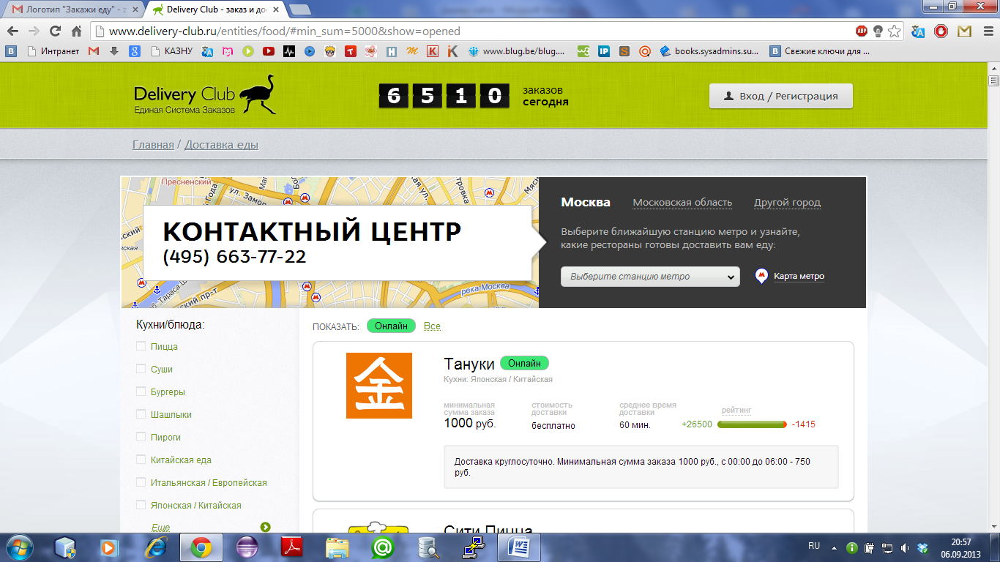 Логотип "Закажи еду" - z
Delivery Club - заказ и до
www.delivery-club.ru/entities/food/#min_sum=5000&show=opened
Интранет
КАЗНУ
www.blug.be/blug....
books.sysadmins.su...
Свежие ключи для ...
Delivery Club
Единая Система Заказов
6 5 1 0
заказов
сегодня
Вход / Регистрация
Главная / Доставка еды
Пресненский
КОНТАКТНЫЙ ЦЕНТР
(495) 663-77-22
река Москва
Москва
Московская область
Другой город
Выберите ближайшую станцию метро и узнайте,
какие рестораны готовы доставить вам еду:
Выберите станцию метро
Карта метро
Кухни/блюда:
Пицца
Суши
Бургеры
Шашлыки
Пироги
Китайская еда
Итальянская / Европейская
Японская / Китайская
Еще
ПОКАЗАТЬ:
Онлайн
Все
金
Тануки
Онлайн
Кухни: Японская / Китайская
минимальная
сумма заказа
1000 руб.
стоимость
доставки
бесплатно
среднее время
доставки
60 мин.
рейтинг
+26500
-1415
Доставка круглосуточно. Минимальная сумма заказа 1000 руб., с 00:00 до 06:00 - 750
руб.
Сити Пицца
RU
20:57
06.09.2013